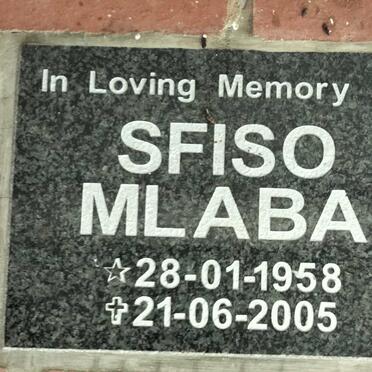 In Loving Memory
SFISO
MLABA
☆28-01-1958
✝21-06-2005